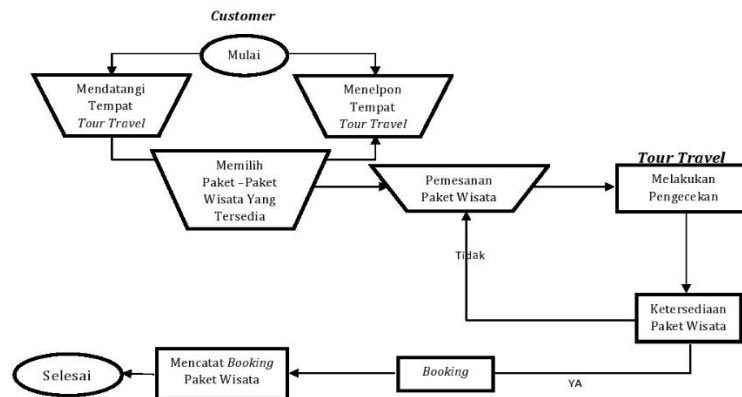 Customer
Mulai
Mendatangi
Tempat
Tour Travel
Menelpon
Tempat
Tour Travel
Memilih
Paket –Paket
Wisata Yang
Tersedia
Pemesanan
Paket Wisata
Tour Travel
Melakukan
Pengecekan
Tidak
Ketersediaan
Paket Wisata
YA
Booking
Mencatat Booking
Paket Wisata
Selesai